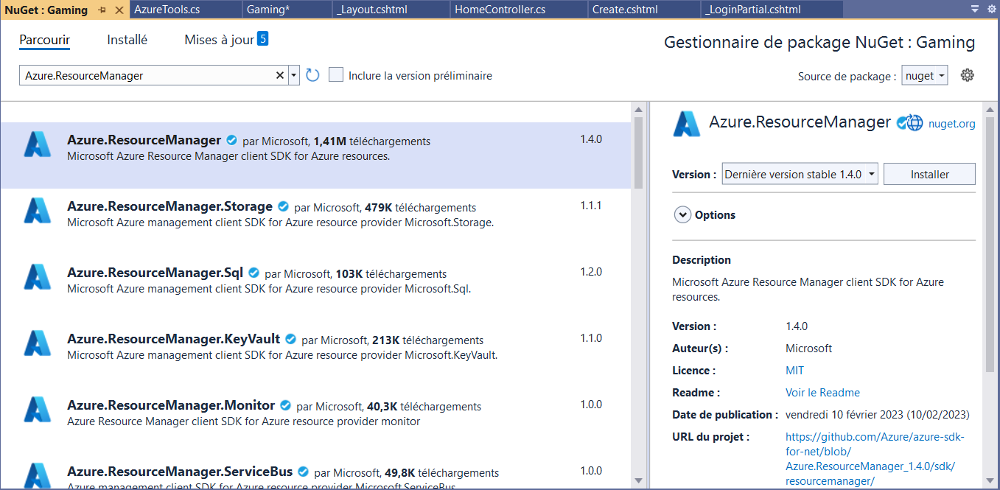 NuGet : Gaming
AzureTools.cs
Gaming*
_Layout.cshtml
HomeController.cs
Create.cshtml
_LoginPartial.cshtml
Parcourir
Installé
Mises à jour 5
Gestionnaire de package NuGet : Gaming
Azure.ResourceManager
Inclure la version préliminaire
Source de package : nuget
Azure.ResourceManager par Microsoft, 1,41M téléchargements 1.4.0
Microsoft Azure Resource Manager client SDK for Azure resources.
Azure.ResourceManager.Storage par Microsoft, 479K téléchargements 1.1.1
Microsoft Azure management client SDK for Azure resource provider Microsoft.Storage.
Azure.ResourceManager.Sql par Microsoft, 103K téléchargements 1.2.0
Microsoft Azure management client SDK for Azure resource provider Microsoft.Sql.
Azure.ResourceManager.KeyVault par Microsoft, 213K téléchargements 1.1.0
Microsoft Azure management client SDK for Azure resource provider Microsoft.KeyVault.
Azure.ResourceManager.Monitor par Microsoft, 40,3K téléchargements 1.0.0
Azure Resource Manager client SDK for Azure resource provider monitor
Azure.ResourceManager.ServiceBus par Microsoft, 49,8K téléchargements 1.0.0
Azure management client SDK for Azure resource provider Microsoft.ServiceBus.
Azure.ResourceManager nuget.org
Version : Dernière version stable 1.4.0 Installer
Options
Description
Microsoft Azure Resource Manager client SDK for Azure
resources.
Version : 1.4.0
Auteur(s) : Microsoft
Licence : MIT
Readme : Voir le Readme
Date de publication : vendredi 10 février 2023 (10/02/2023)
URL du projet : https://github.com/Azure/azure-sdk-
for-net/blob/
Azure.ResourceManager_1.4.0/sdk/
resourcemanager/